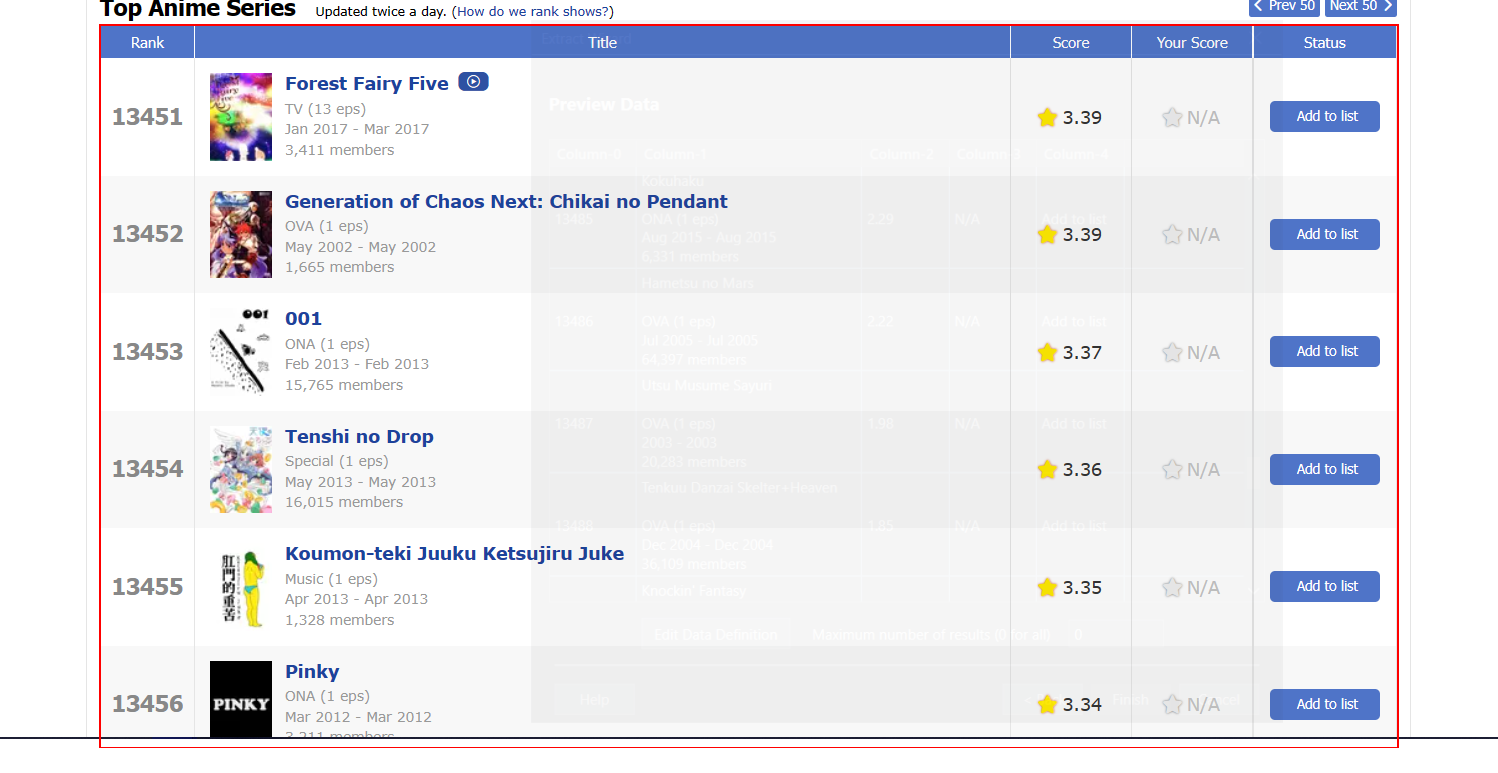 Top Anime Series Updated twice a day. (How do we rank shows?) Prev 50 Next 50
Rank Title Score Your Score Status
13451
Forest Fairy Five
TV (13 eps)
Jan 2017 - Mar 2017
3,411 members
3.39 N/A Add to list
13452
Generation of Chaos Next: Chikai no Pendant
OVA (1 eps)
May 2002 - May 2002
1,665 members
3.39 N/A Add to list
13453
001
ONA (1 eps)
Feb 2013 - Feb 2013
15,765 members
3.37 N/A Add to list
001
13454
Tenshi no Drop
Special (1 eps)
May 2013 - May 2013
16,015 members
3.36 N/A Add to list
13455
Koumon-teki Juuku Ketsujiru Juke
Music (1 eps)
Apr 2013 - Apr 2013
1,328 members
3.35 N/A Add to list
肛門的重苦
13456
Pinky
ONA (1 eps)
Mar 2012 - Mar 2012
3,211 members
3.34 N/A Add to list
PINKY
Preview Data
Column-0 Column-1 Column-2 Column-3 Column-4
Kokuhaku
13485 ONA (1 eps) 2.29 N/A Add to list
Aug 2015 - Aug 2015
6,331 members
Hametsu no Mars
13486 OVA (1 eps) 2.22 N/A Add to list
Jul 2005 - Jul 2005
64,397 members
Utsu Musume Sayuri
13487 OVA (1 eps) 1.98 N/A Add to list
2003 - 2003
20,283 members
Tenkuu Danzai Skelter+Heaven
13488 OVA (1 eps) 1.85 N/A Add to list
Dec 2004 - Dec 2004
36,109 members
Knockin' Fantasy
Edit Data Definition Maximum number of results (0 for all) 0
Help Finish